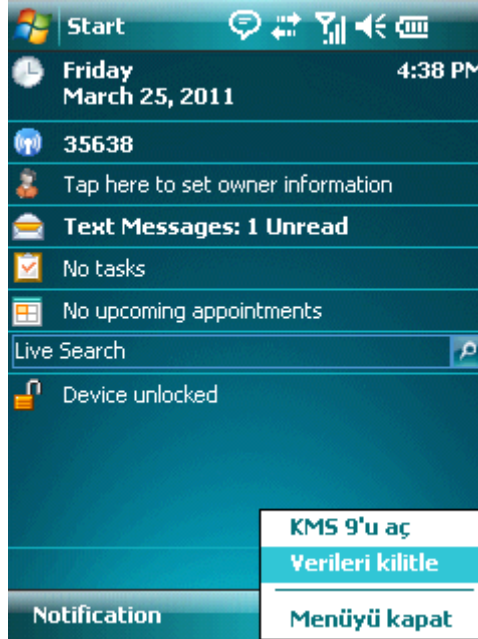 Start
Friday 4:38 PM
March 25, 2011
35638
Tap here to set owner information
Text Messages: 1 Unread
No tasks
No upcoming appointments
Live Search
Device unlocked
KMS 9'u aç
Verileri kilitle
Notification
Menüyü kapat